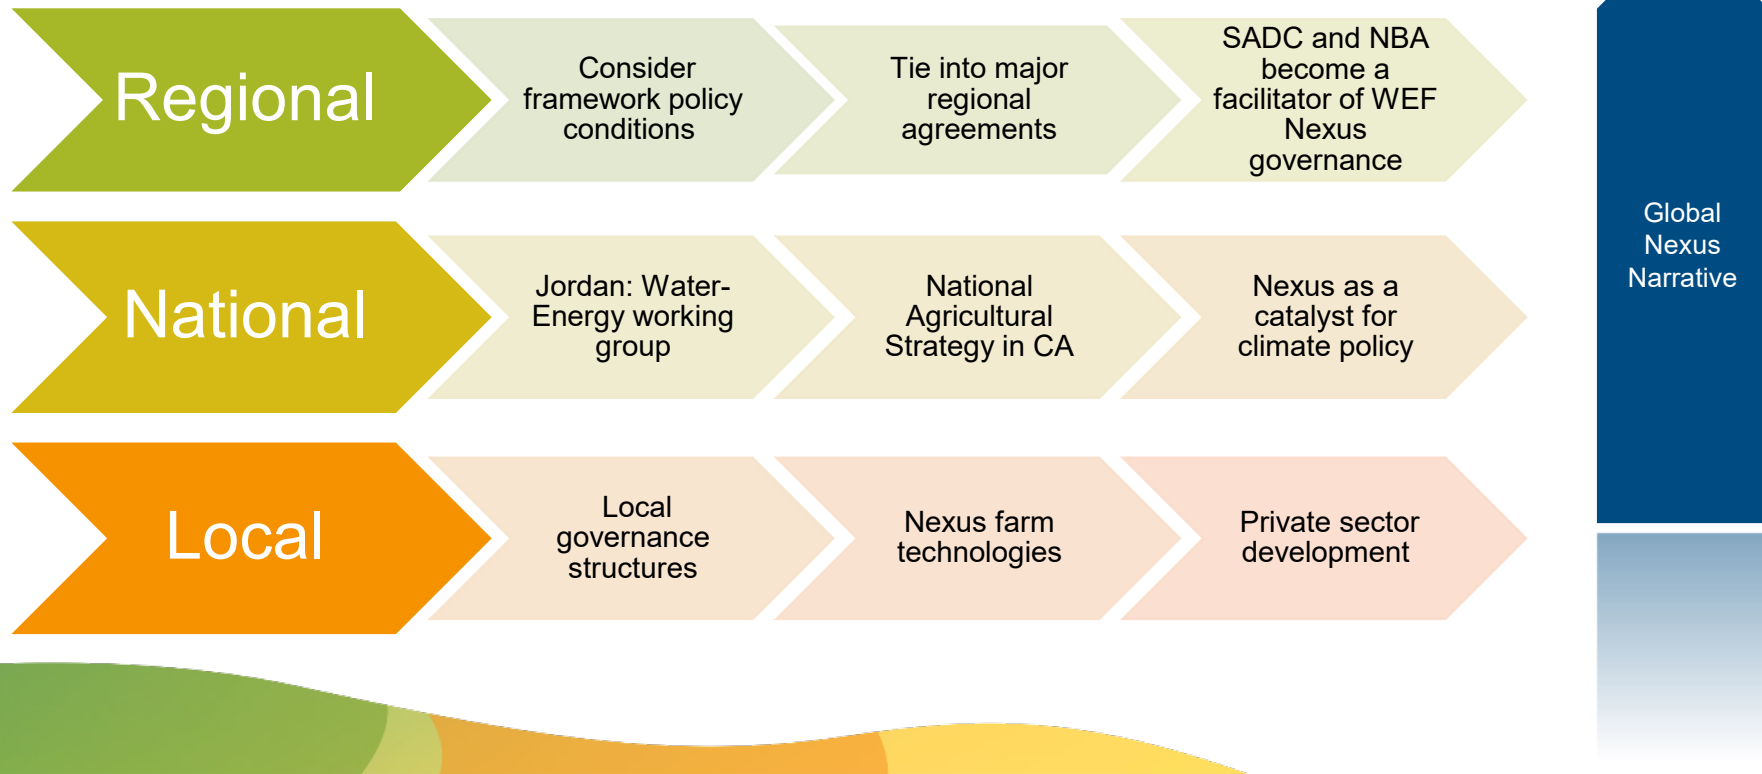 Regional
Consider
framework policy
conditions
Tie into major
regional
agreements
SADC and NBA
become a
facilitator of WEF
Nexus
governance
National
Jordan: Water-
Energy working
group
National
Agricultural
Strategy in CA
Nexus as a
catalyst for
climate policy
Local
Local
governance
structures
Nexus farm
technologies
Private sector
development
Global
Nexus
Narrative